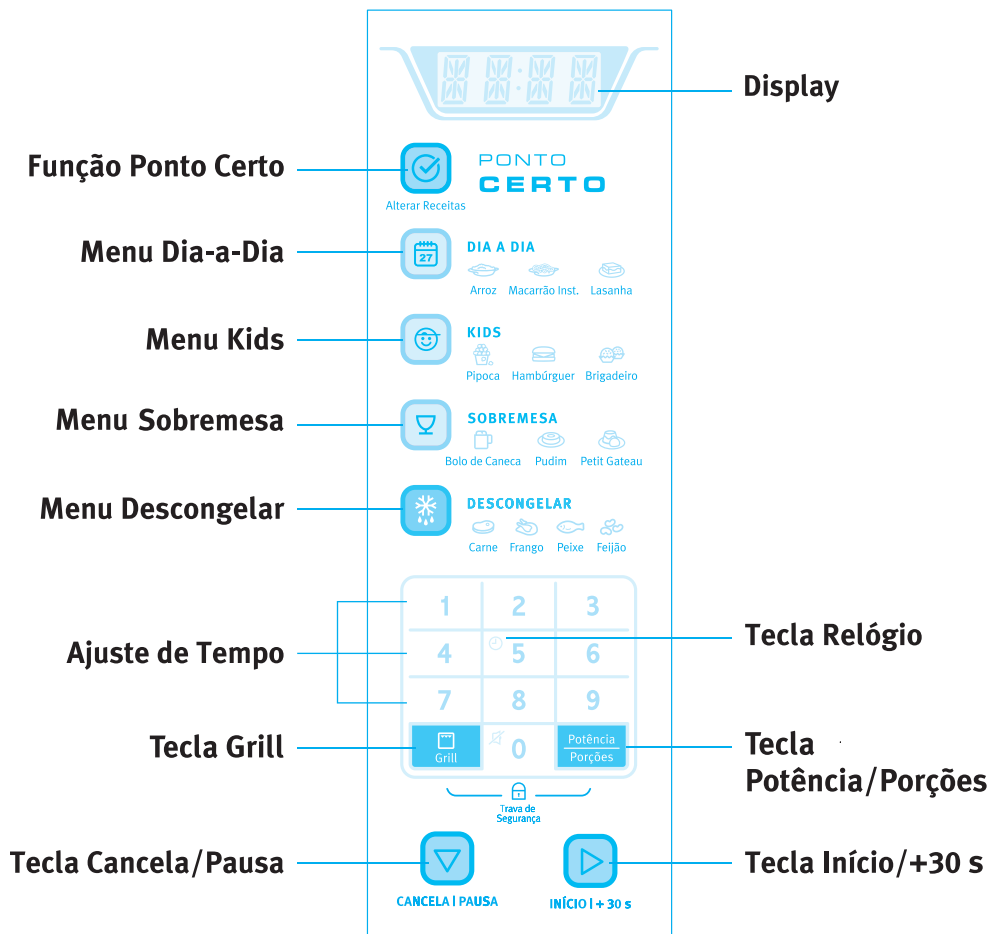 Display
Função Ponto Certo
PONTO
CERTO
Alterar Receitas
Menu Dia-a-Dia
27
DIA A DIA
Arroz Macarrão Inst. Lasanha
Menu Kids
KIDS
Pipoca Hambúrguer Brigadeiro
Menu Sobremesa
SOBREMESA
Bolo de Caneca Pudim Petit Gateau
Menu Descongelar
DESCONGELAR
Carne Frango Peixe Feijão
Ajuste de Tempo
1 2 3
4 5 6
7 8 9
Tecla Relógio
Tecla Grill
Grill
0
Potência
Porções
Tecla
Potência/Porções
Trava de
Segurança
Tecla Cancela/Pausa
CANCELA | PAUSA
INÍCIO | + 30 s
Tecla Início/+30 s